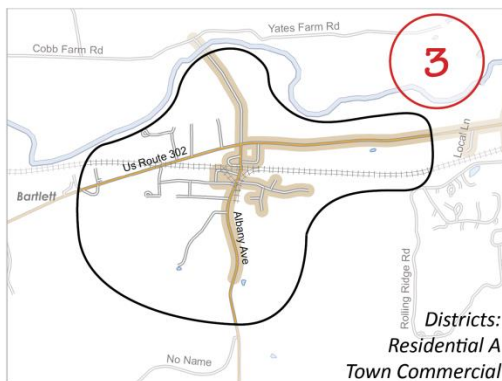 Yates Farm Rd
Cobb Farm Rd
3
Us Route 302
Local Ln
Bartlett
Albany Ave
Rolling Ridge Rd
No Name
Districts:
Residential A
Town Commercial